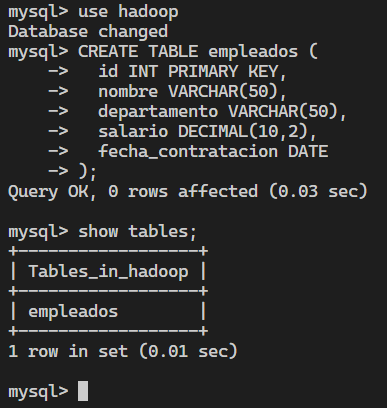 mysql> use hadoop
Database changed
mysql> CREATE TABLE empleados (
    ->   id INT PRIMARY KEY,
    ->   nombre VARCHAR(50),
    ->   departamento VARCHAR(50),
    ->   salario DECIMAL(10,2),
    ->   fecha_contratacion DATE
    -> );
Query OK, 0 rows affected (0.03 sec)

mysql> show tables;
+------------------+
| Tables_in_hadoop |
+------------------+
| empleados        |
+------------------+
1 row in set (0.01 sec)

mysql>